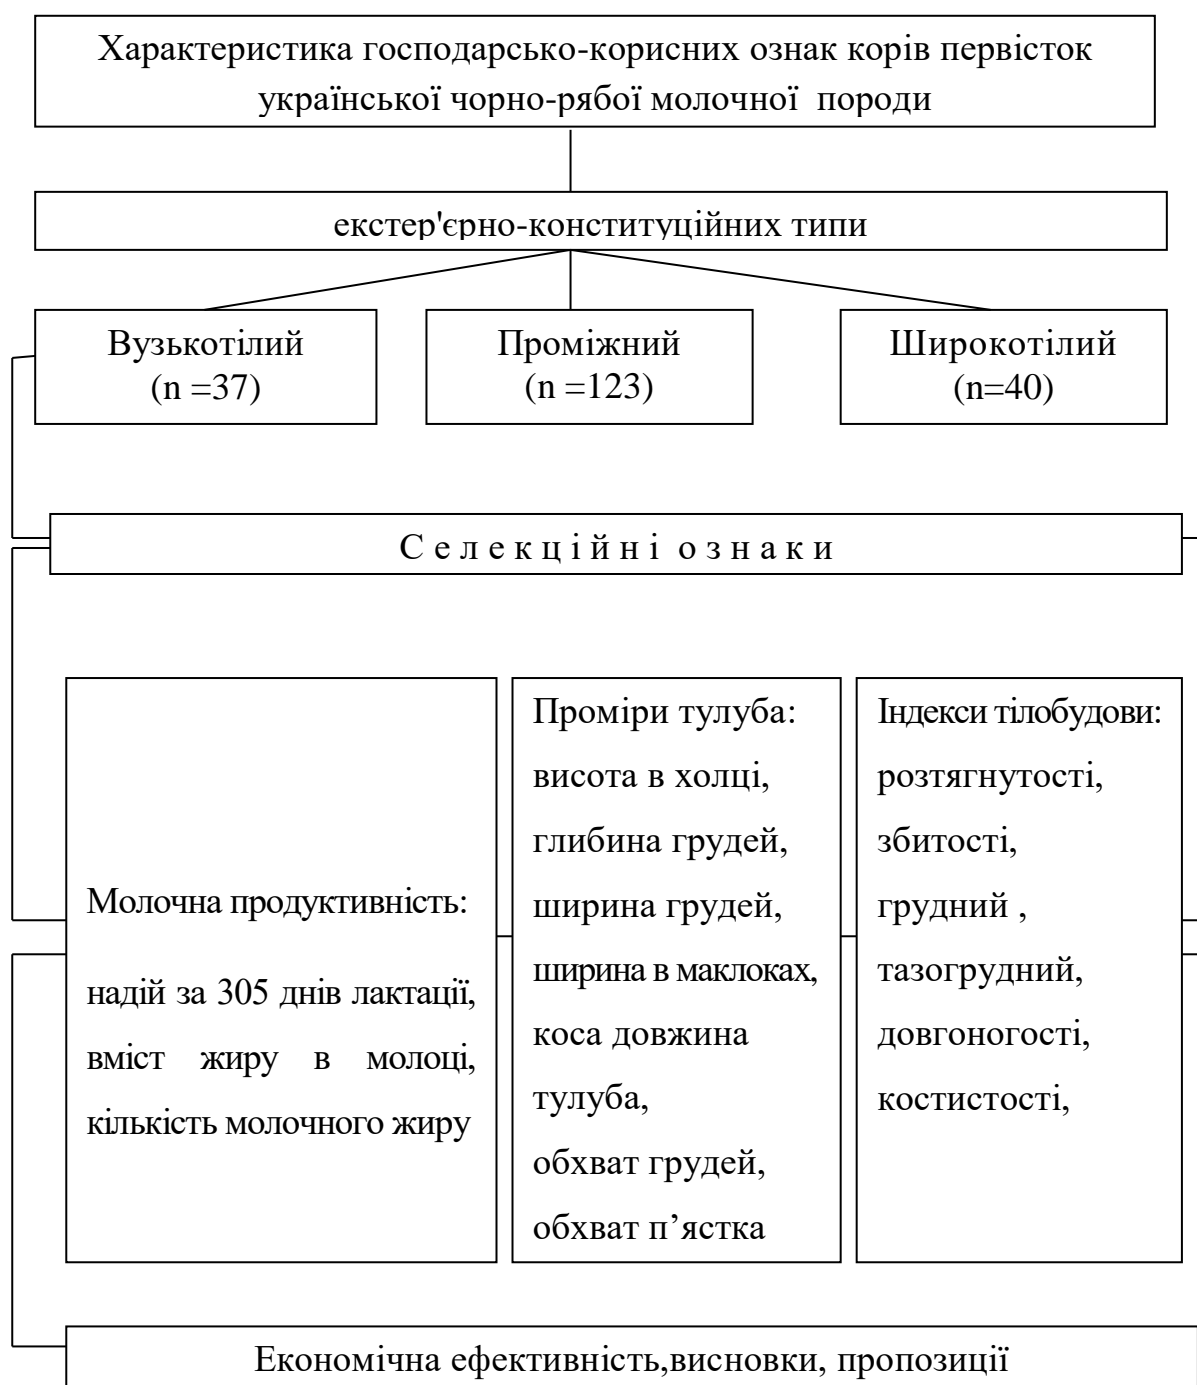 Характеристика господарсько-корисних ознак корів первісток
української чорно-рябої молочної породи
екстер'єрно-конституційних типи
Вузькотілий
(n =37)
Проміжний
(n =123)
Широкотілий
(n=40)
С е л е к ц і й н і о з н а к и
Молочна продуктивність:
надій за 305 днів лактації,
вміст жиру в молоці,
кількість молочного жиру
Проміри тулуба:
висота в холці,
глибина грудей,
ширина грудей,
ширина в маклоках,
коса довжина
тулуба,
обхват грудей,
обхват п’ястка
Індекси тілобудови:
розтягнутості,
збитості,
грудний ,
тазогрудний,
довгоногості,
костистості,
Економічна ефективність,висновки, пропозиції